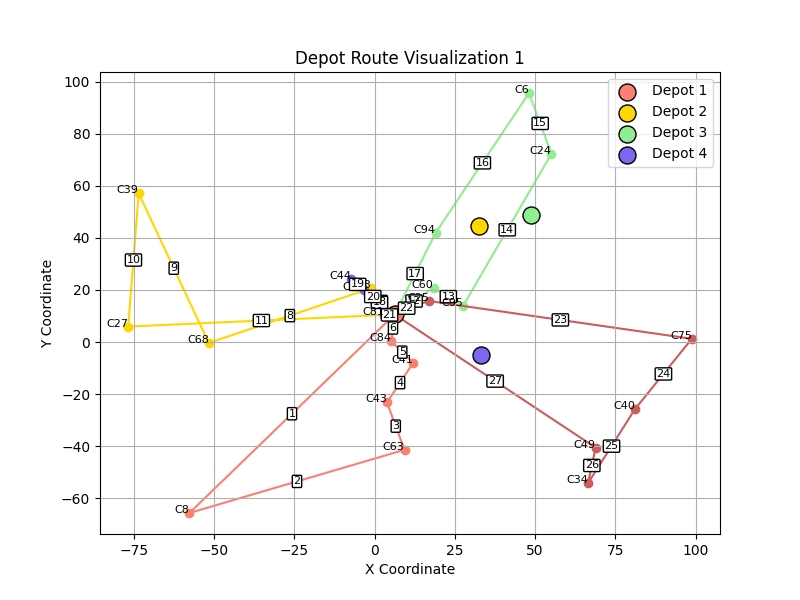 Depot Route Visualization 1
100
80
60
40
20
0
−20
−40
−60
−75
−50
−25
0
25
50
75
100
X Coordinate
Y Coordinate
Depot 1
Depot 2
Depot 3
Depot 4
C6
15
C24
16
C39
14
C94
10
9
17
C44
19
C60
20
18
13
C25
C95
22
C81
21
11
8
C27
6
C68
C84
5
C41
4
C43
23
C75
24
27
C40
1
3
C63
2
C8
C49
25
26
C34